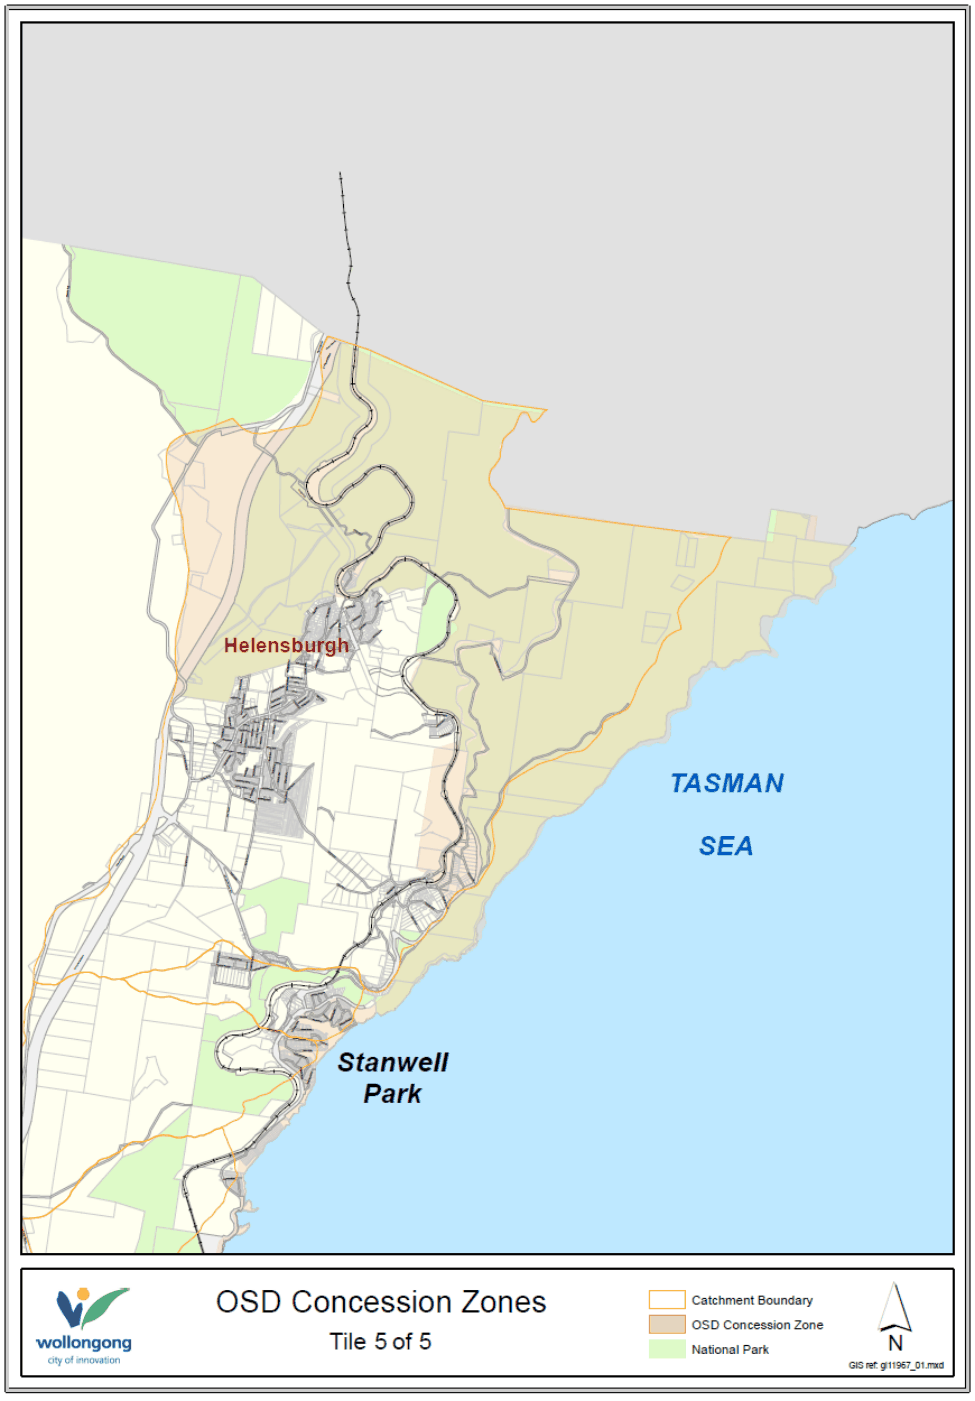 Helensburgh
TASMAN
SEA
Stanwell
Park
wollongong
city of innovation
OSD Concession Zones
Tile 5 of 5
Catchment Boundary
OSD Concession Zone
National Park
N
GIS ref: gi11967_01.mxd